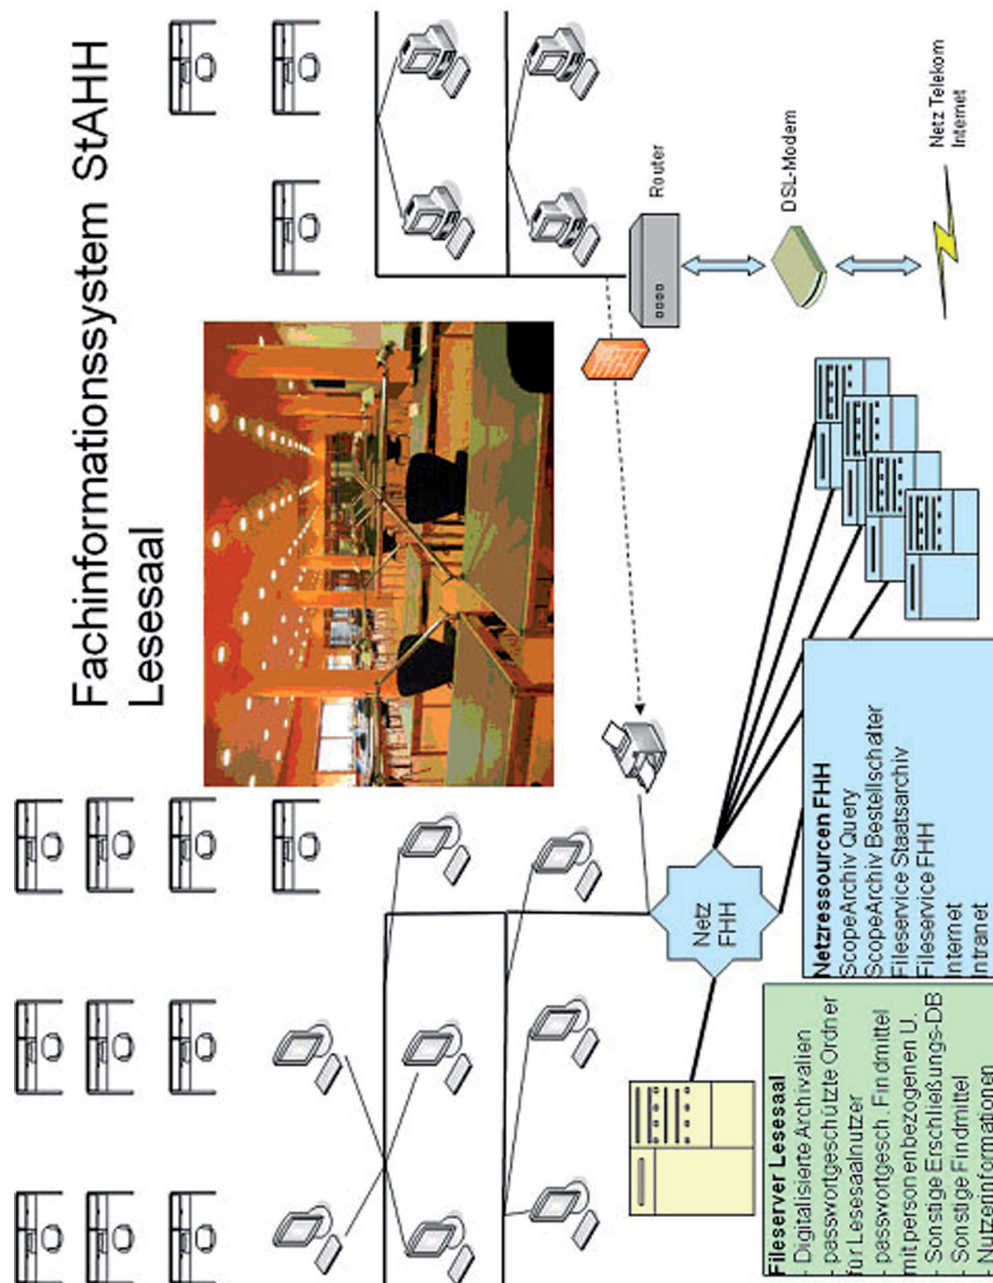 Fachinformationssystem StAHH
Lesesaal
Router
DSL-Modem
Netz Telekom
Internet
Netz
FHH
Fileserver Lesesaal
- Digitalisierte Archivalien
- passwortgeschützte Ordner
für Lesesaalnutzer
- passwortgesch. Findmittel
mit personenbezogenen U.
- Sonstige Erschließungs-DB
- Sonstige Findmittel
- Nutzerinformationen
Netzressourcen FHH
ScopeArchiv Query
ScopeArchiv Bestellschalter
Fileservice Staatsarchiv
Fileservice FHH
Internet
Intranet